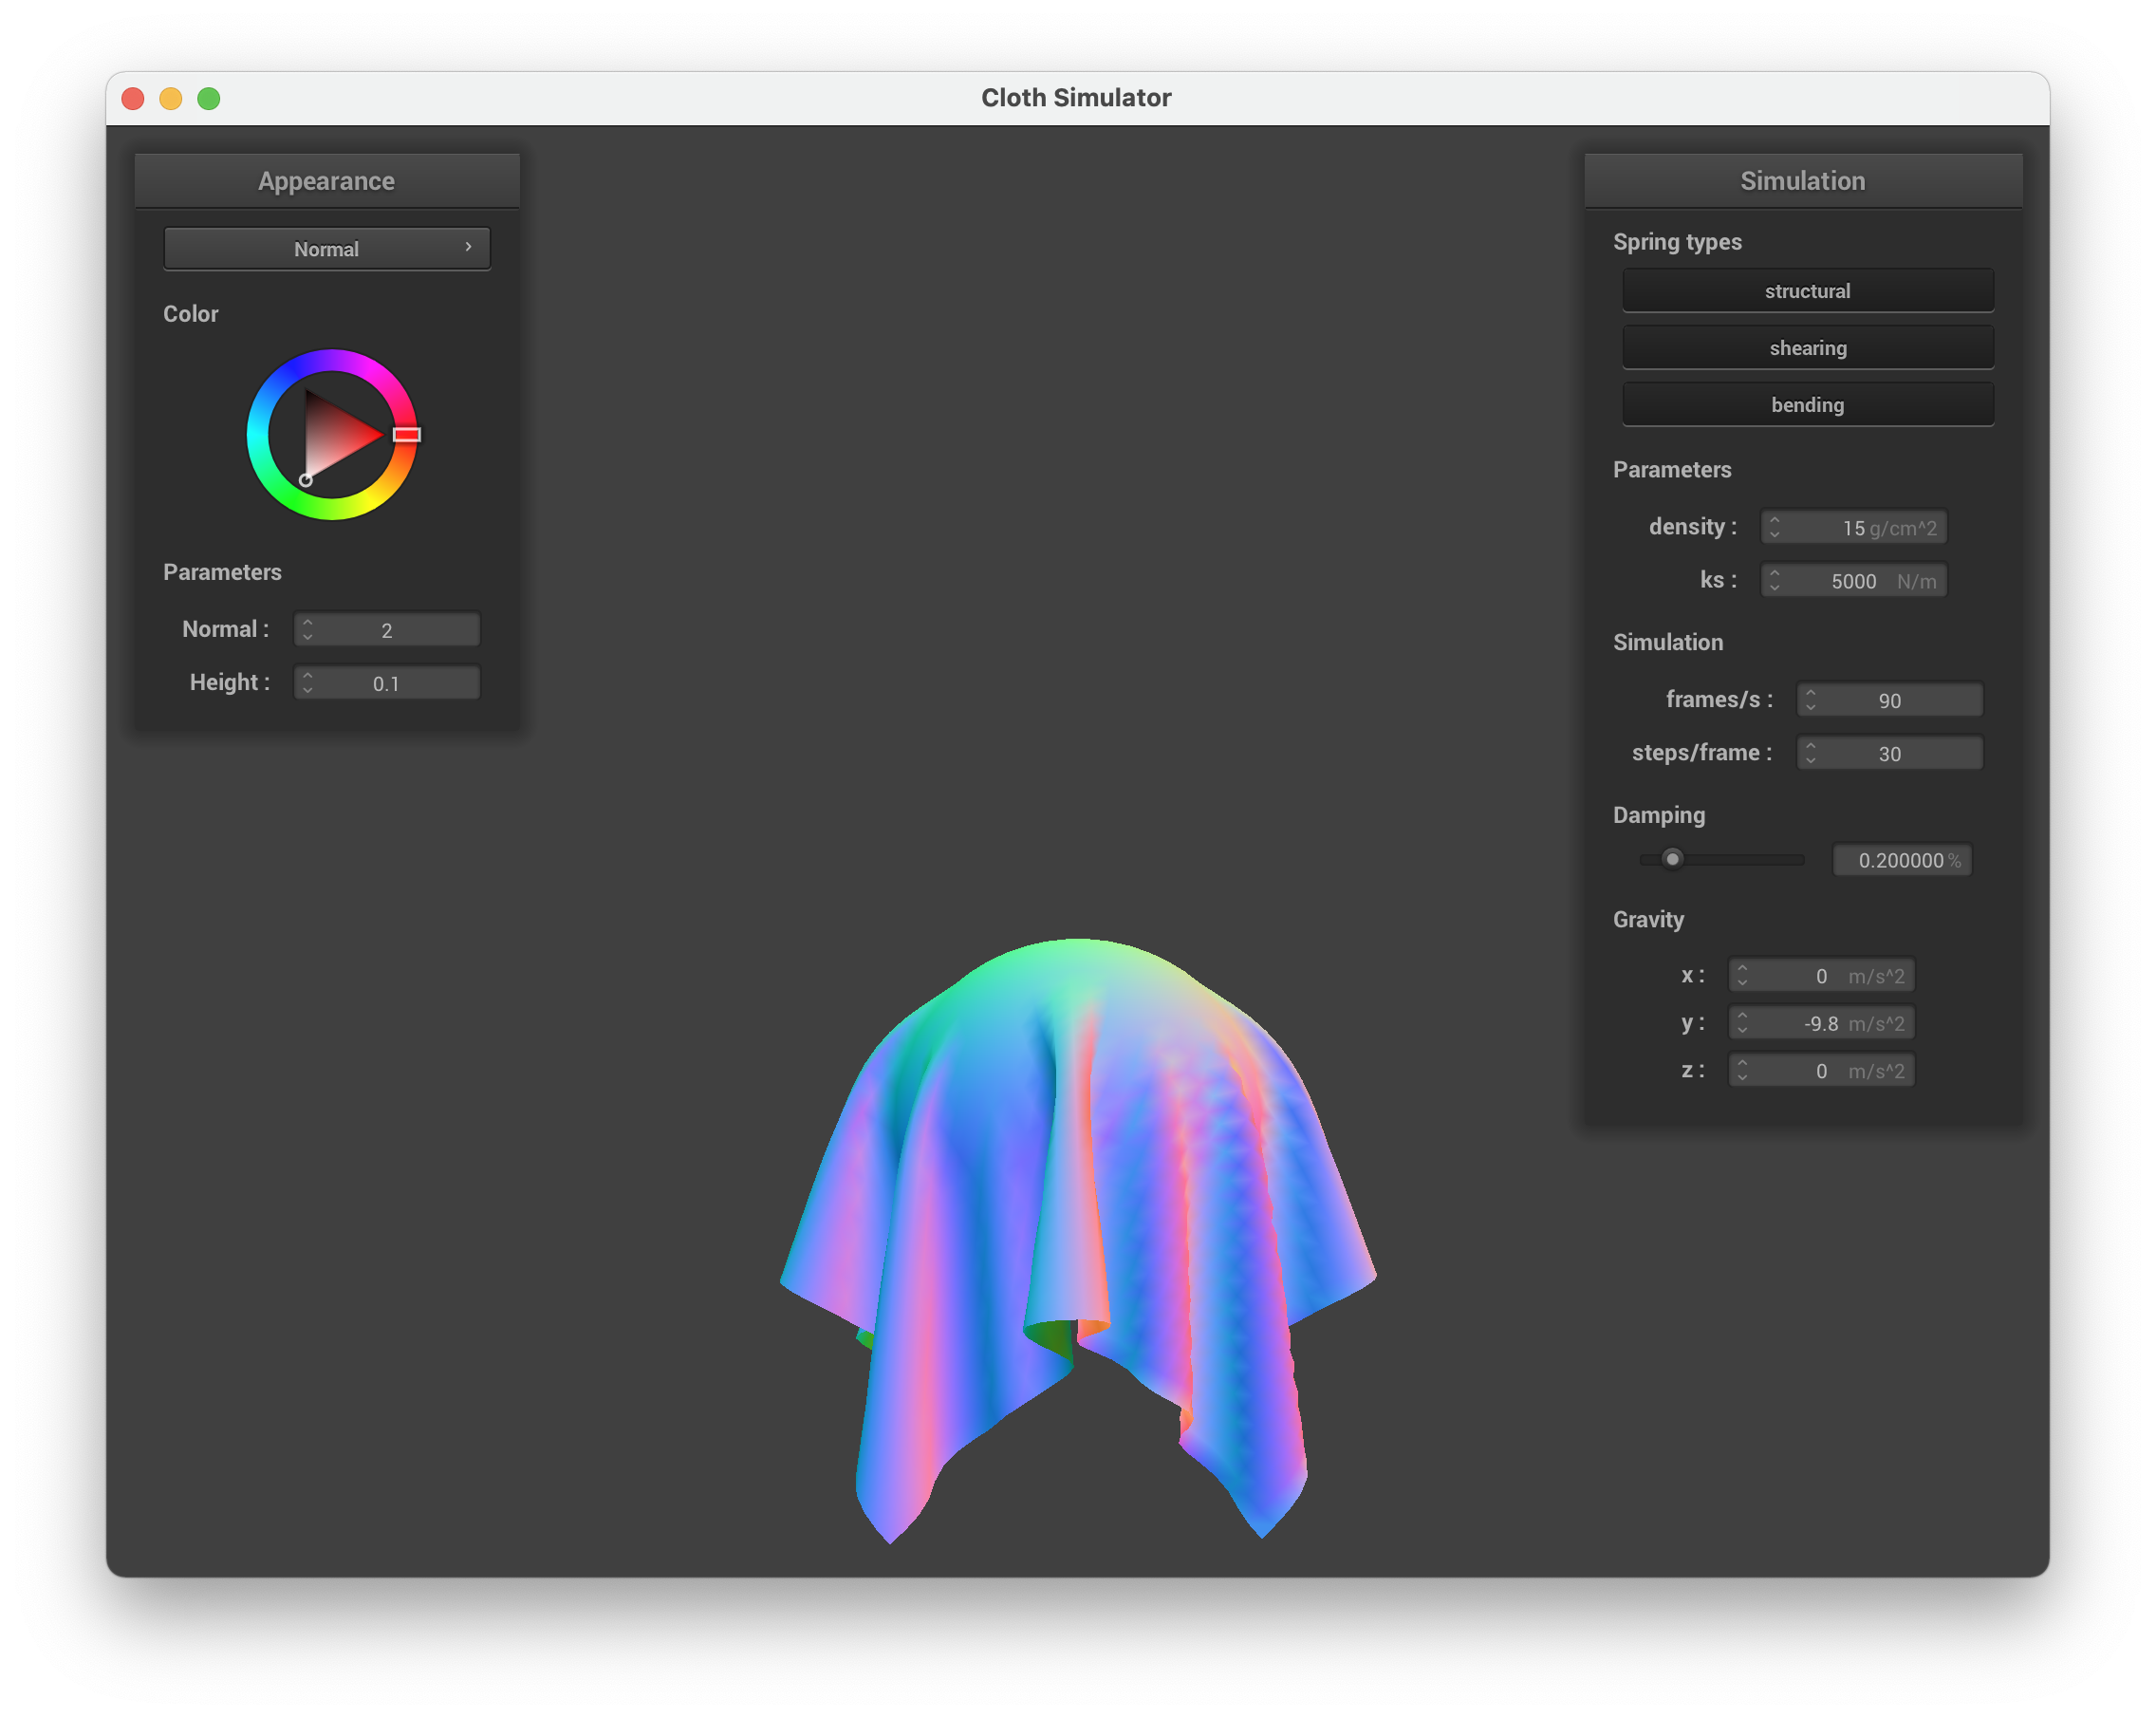 Cloth Simulator
Appearance
Normal
Color
Parameters
Normal : 2
Height : 0.1
Simulation
Spring types
structural
shearing
bending
Parameters
density : 15 g/cm^2
ks : 5000 N/m
Simulation
frames/s : 90
steps/frame : 30
Damping
0.200000 %
Gravity
x : 0 m/s^2
y : -9.8 m/s^2
z : 0 m/s^2